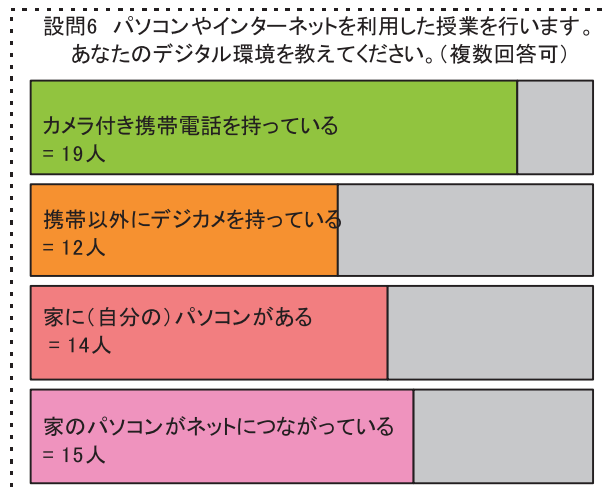 設問6　パソコンやインターネットを利用した授業を行います。
あなたのデジタル環境を教えてください。（複数回答可）
カメラ付き携帯電話を持っている
= 19人
携帯以外にデジカメを持っている
= 12人
家に（自分の）パソコンがある
= 14人
家のパソコンがネットにつながっている
= 15人